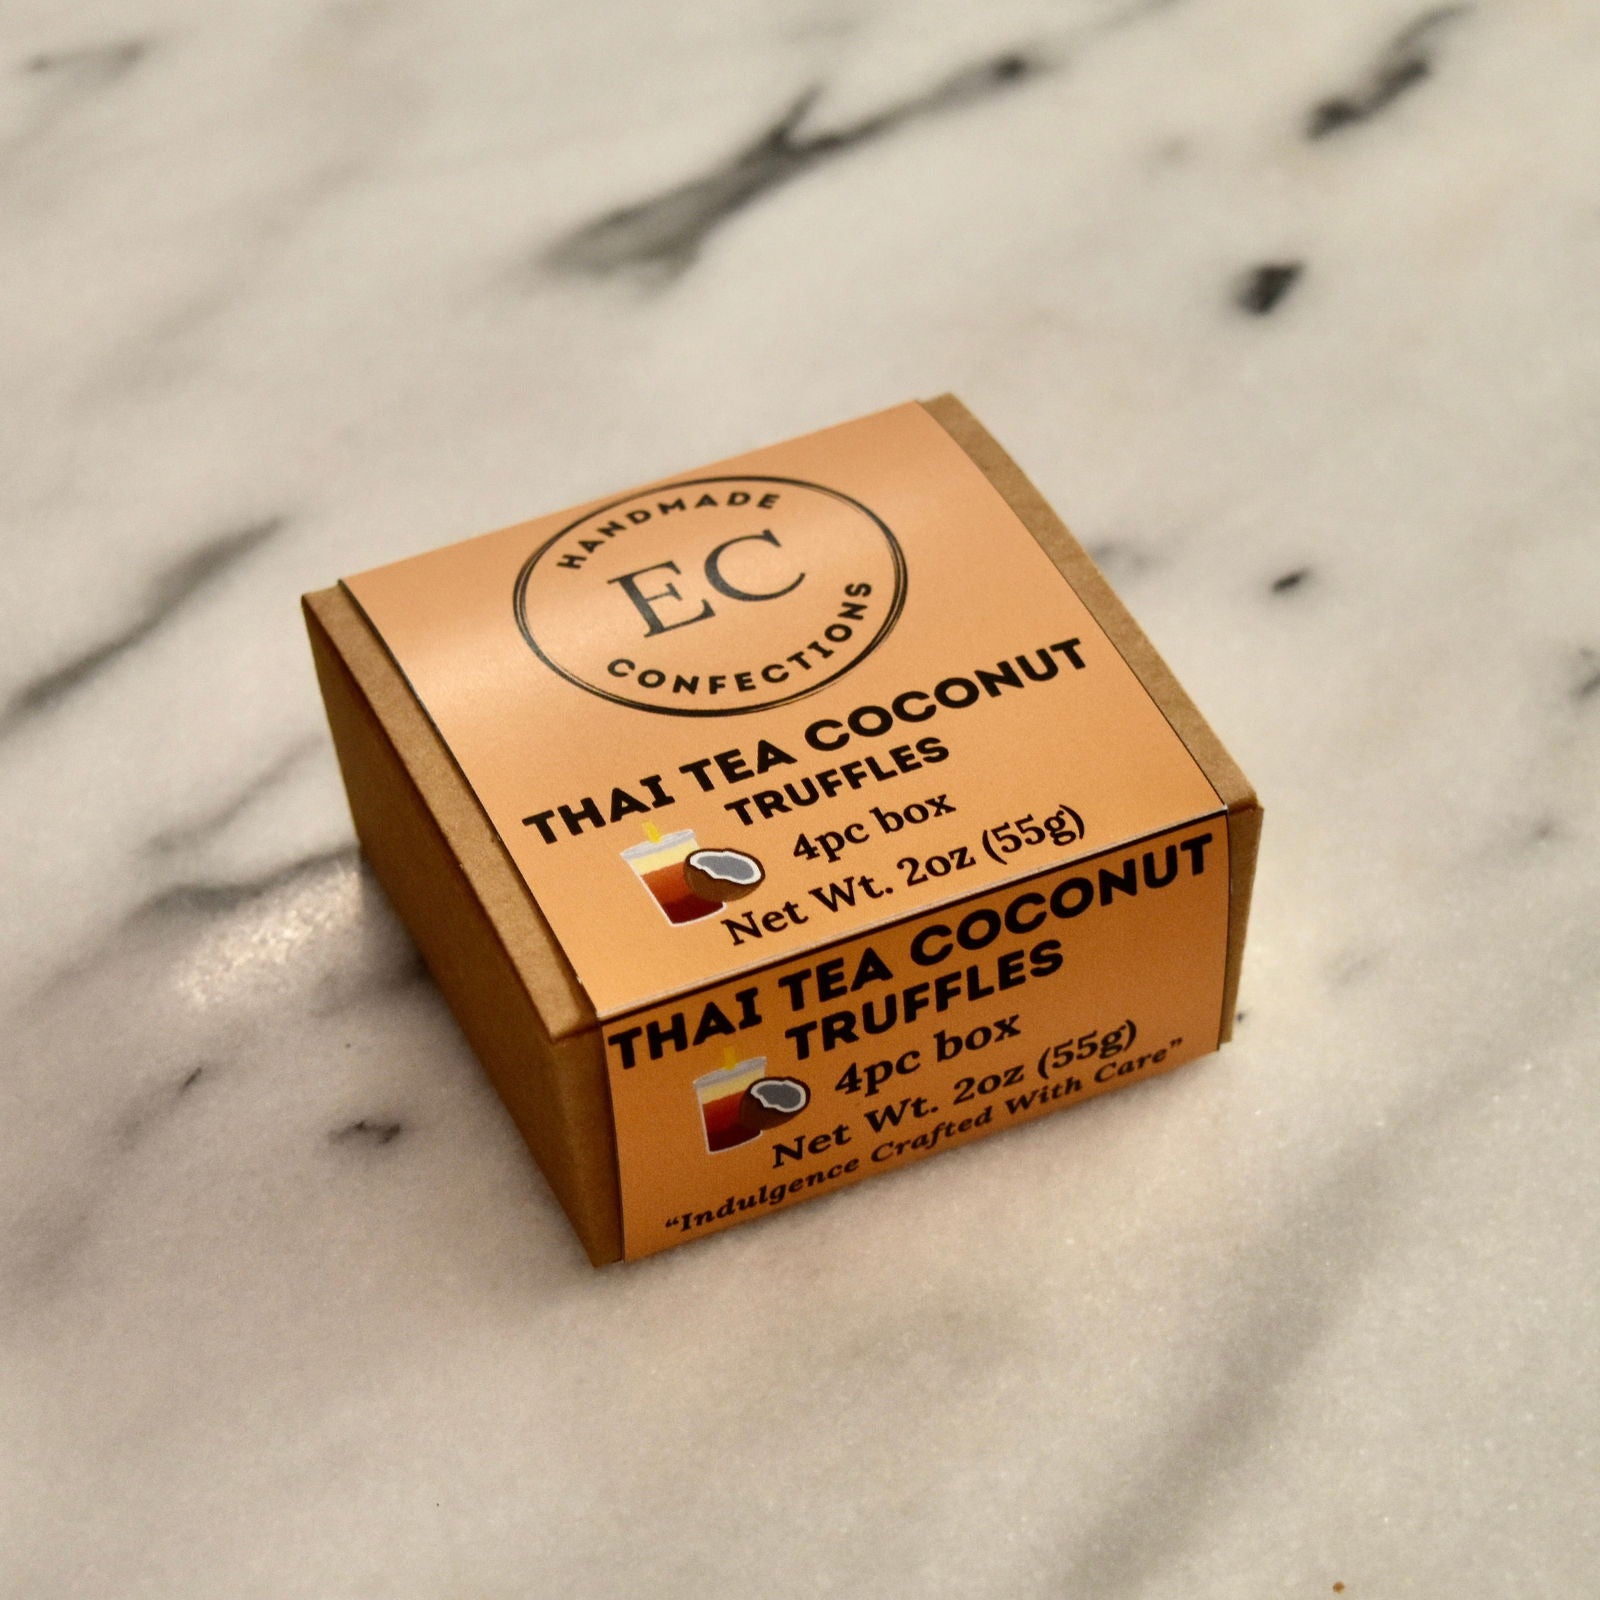 HANDMADE
EC
CONFECTIONS
THAI TEA COCONUT
TRUFFLES
4pc box
Net Wt. 2oz (55g)
THAI TEA COCONUT
TRUFFLES
4pc box
Net Wt. 2oz (55g)
“Indulgence Crafted With Care”